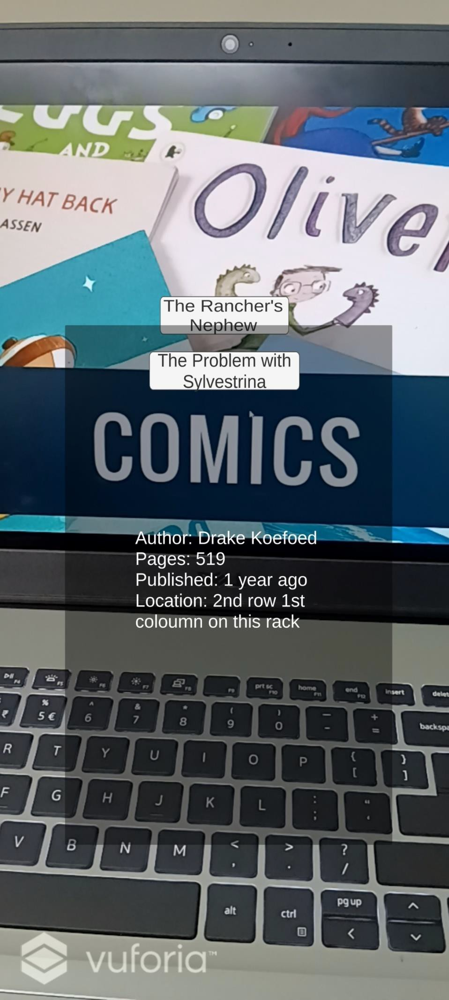 EGGS
AND
Y HAT BACK
ASSEN
Oliver
The Rancher's
Nephew
The Problem with
Sylvestrina
COMICS
Author: Drake Koefoed
Pages: 519
Published: 1 year ago
Location: 2nd row 1st
coloumn on this rack
F4 F5 F6 F7 F8 F9 prt sc F10 home F11 end F12 insert delet
₹ % 5 € ^ 6 & 7 * 8 ( 9 ) 0 — - + = backspa
R T Y U I O P { [ } ]
F G H J K L : ; " '
V B N M < , > . ? /
alt ctrl pg up <
vuforia™